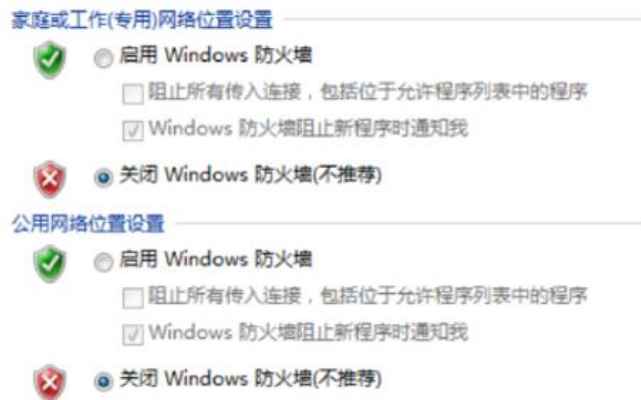 家庭或工作(专用)网络位置设置
启用 Windows 防火墙
阻止所有传入连接，包括位于允许程序列表中的程序
Windows 防火墙阻止新程序时通知我
关闭 Windows 防火墙(不推荐)
公用网络位置设置
启用 Windows 防火墙
阻止所有传入连接，包括位于允许程序列表中的程序
Windows 防火墙阻止新程序时通知我
关闭 Windows 防火墙(不推荐)